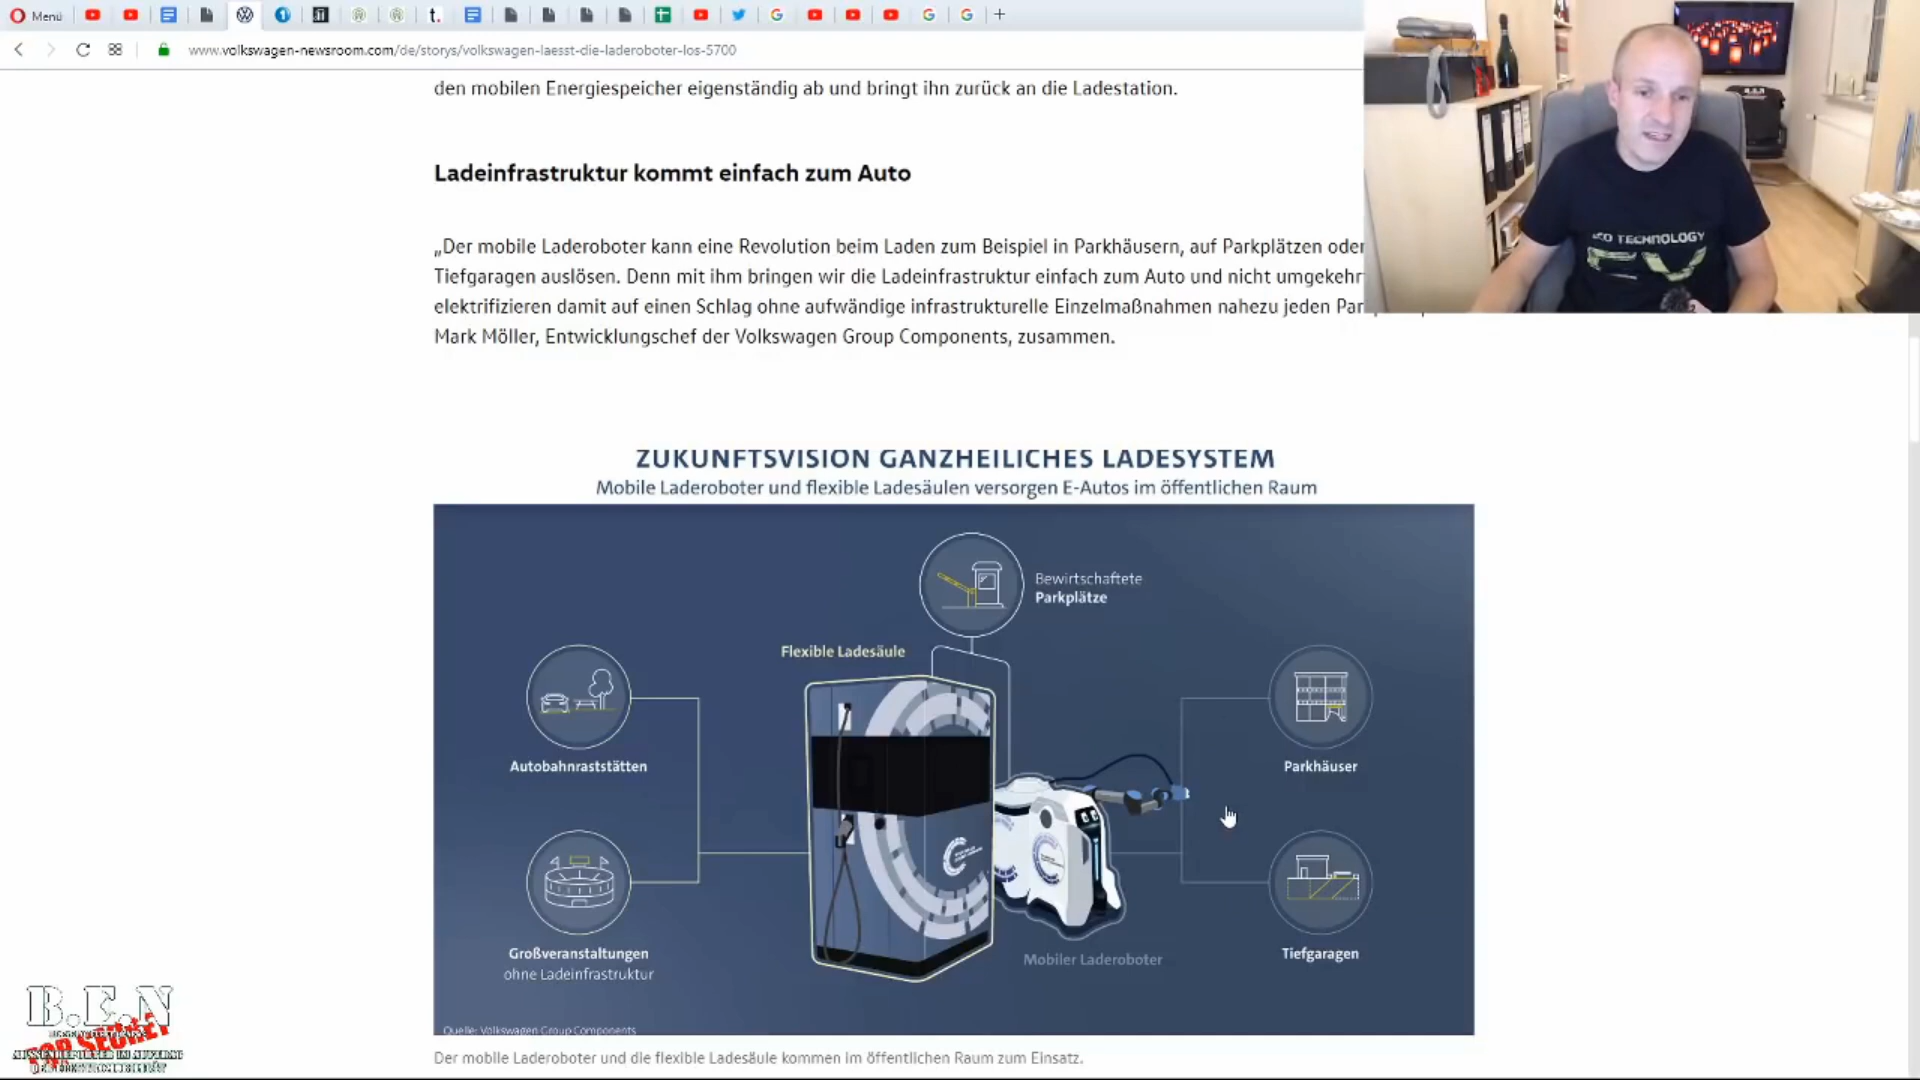 Menü
www.volkswagen-newsroom.com/de/storys/volkswagen-laesst-die-laderoboter-los-5700
den mobilen Energiespeicher eigenständig ab und bringt ihn zurück an die Ladestation.
Ladeinfrastruktur kommt einfach zum Auto
„Der mobile Laderoboter kann eine Revolution beim Laden zum Beispiel in Parkhäusern, auf Parkplätzen oder
Tiefgaragen auslösen. Denn mit ihm bringen wir die Ladeinfrastruktur einfach zum Auto und nicht umgekehr
elektrifizieren damit auf einen Schlag ohne aufwändige infrastrukturelle Einzelmaßnahmen nahezu jeden Par
Mark Möller, Entwicklungschef der Volkswagen Group Components, zusammen.
TECHNOLOGY
ZUKUNFTSVISION GANZHEILICHES LADESYSTEM
Mobile Laderoboter und flexible Ladesäulen versorgen E-Autos im öffentlichen Raum
Bewirtschaftete
Parkplätze
Flexible Ladesäule
Autobahnraststätten
Parkhäuser
Großveranstaltungen
ohne Ladeinfrastruktur
Mobiler Laderoboter
Tiefgaragen
Quelle: Volkswagen Group Components
Der mobile Laderoboter und die flexible Ladesäule kommen im öffentlichen Raum zum Einsatz.
B.E.N
TOP SECRET